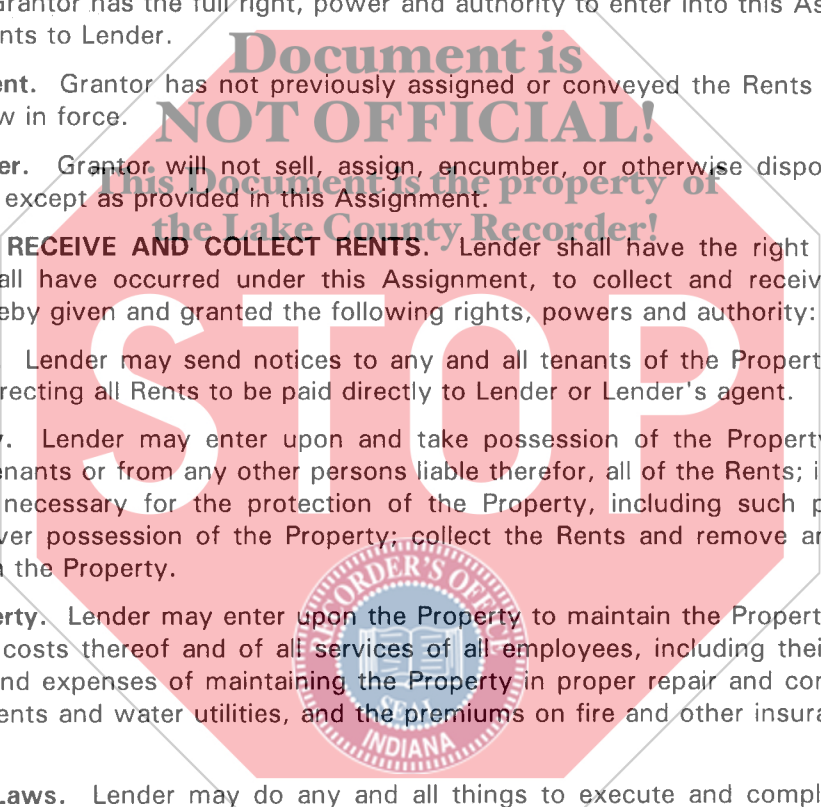 Grantor has the full right, power and authority to enter into this As
nts to Lender.
Document is
ent. Grantor has not previously assigned or conveyed the Rents
w in force.
NOT OFFICIAL!
er. Grantor will not sell, assign, encumber, or otherwise dispo
This Document is the property of
except as provided in this Assignment.
the Lake County Recorder!
RECEIVE AND COLLECT RENTS. Lender shall have the right
all have occurred under this Assignment, to collect and receiv
eby given and granted the following rights, powers and authority:
STOP
Lender may send notices to any and all tenants of the Propert
recting all Rents to be paid directly to Lender or Lender's agent.
y. Lender may enter upon and take possession of the Property
enants or from any other persons liable therefor, all of the Rents; i
necessary for the protection of the Property, including such p
ver possession of the Property; collect the Rents and remove an
n the Property.
RECORDER'S OFFICE
erty. Lender may enter upon the Property to maintain the Propert
costs thereof and of all services of all employees, including thei
nd expenses of maintaining the Property in proper repair and con
SEAL
ents and water utilities, and the premiums on fire and other insura
INDIANA
Laws. Lender may do any and all things to execute and compl